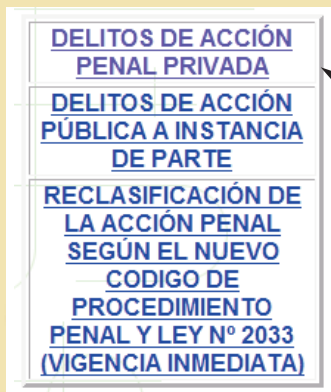 DELITOS DE ACCIÓN
PENAL PRIVADA
DELITOS DE ACCIÓN
PÚBLICA A INSTANCIA
DE PARTE
RECLASIFICACIÓN DE
LA ACCIÓN PENAL
SEGÚN EL NUEVO
CODIGO DE
PROCEDIMIENTO
PENAL Y LEY Nº 2033
(VIGENCIA INMEDIATA)